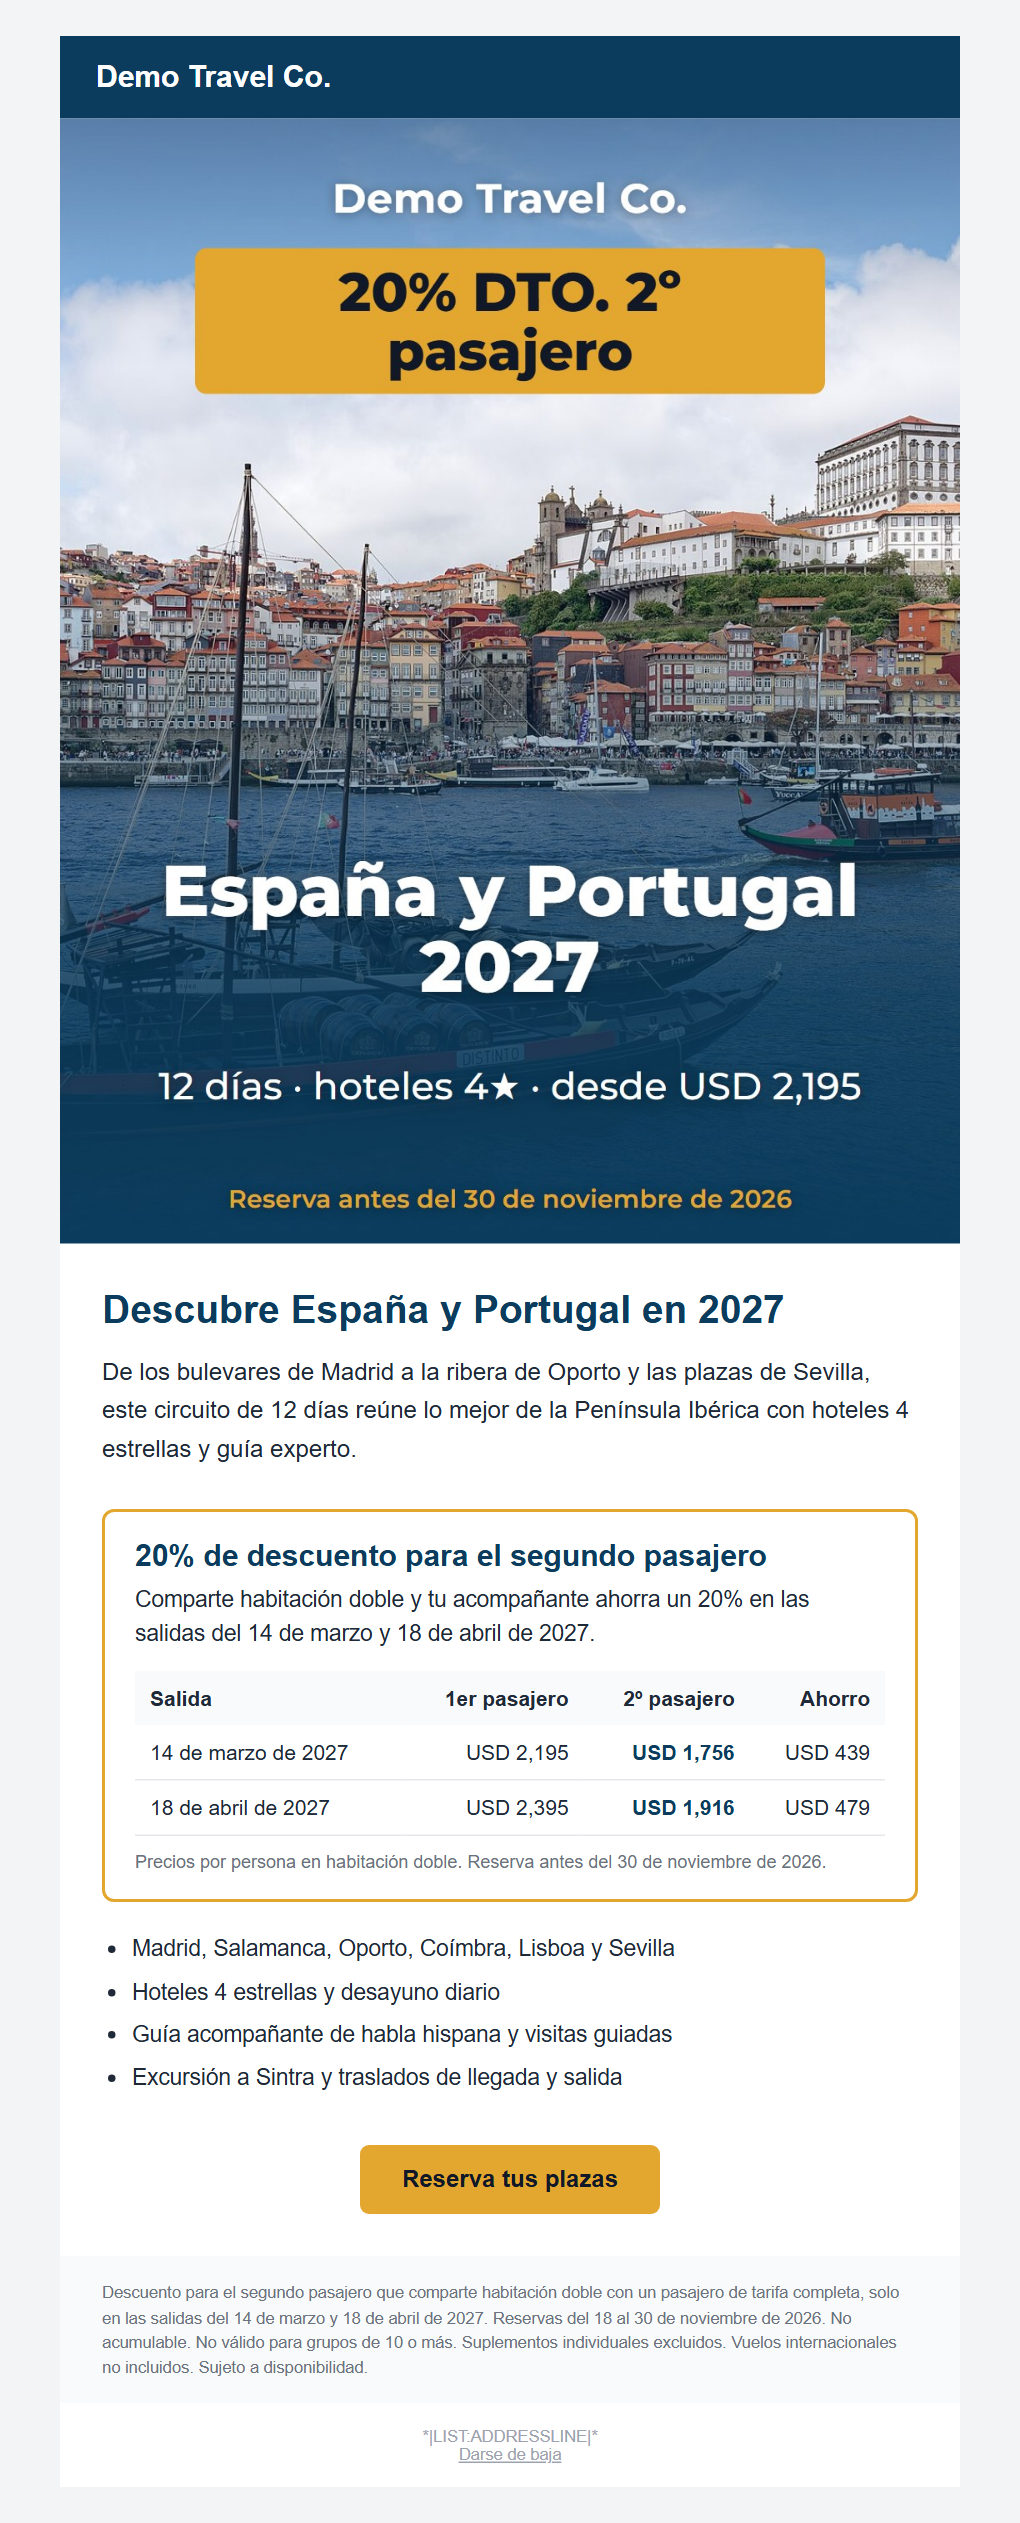 Demo Travel Co.
Demo Travel Co.
20% DTO. 2º
pasajero
DISTINTO
España y Portugal
2027
12 días · hoteles 4★ · desde USD 2,195
Reserva antes del 30 de noviembre de 2026
Descubre España y Portugal en 2027
De los bulevares de Madrid a la ribera de Oporto y las plazas de Sevilla,
este circuito de 12 días reúne lo mejor de la Península Ibérica con hoteles 4
estrellas y guía experto.
20% de descuento para el segundo pasajero
Comparte habitación doble y tu acompañante ahorra un 20% en las
salidas del 14 de marzo y 18 de abril de 2027.
Salida 1er pasajero 2º pasajero Ahorro
14 de marzo de 2027 USD 2,195 USD 1,756 USD 439
18 de abril de 2027 USD 2,395 USD 1,916 USD 479
Precios por persona en habitación doble. Reserva antes del 30 de noviembre de 2026.
• Madrid, Salamanca, Oporto, Coímbra, Lisboa y Sevilla
• Hoteles 4 estrellas y desayuno diario
• Guía acompañante de habla hispana y visitas guiadas
• Excursión a Sintra y traslados de llegada y salida
Reserva tus plazas
Descuento para el segundo pasajero que comparte habitación doble con un pasajero de tarifa completa, solo
en las salidas del 14 de marzo y 18 de abril de 2027. Reservas del 18 al 30 de noviembre de 2026. No
acumulable. No válido para grupos de 10 o más. Suplementos individuales excluidos. Vuelos internacionales
no incluidos. Sujeto a disponibilidad.
*|LIST:ADDRESSLINE|*
Darse de baja